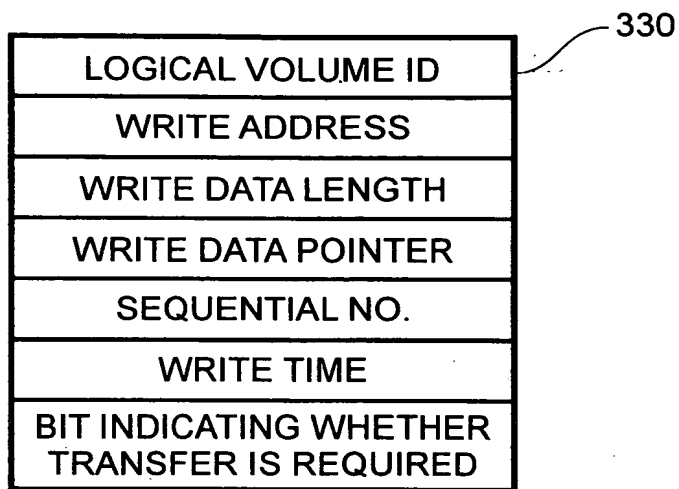 330
LOGICAL VOLUME ID
WRITE ADDRESS
WRITE DATA LENGTH
WRITE DATA POINTER
SEQUENTIAL NO.
WRITE TIME
BIT INDICATING WHETHER
TRANSFER IS REQUIRED